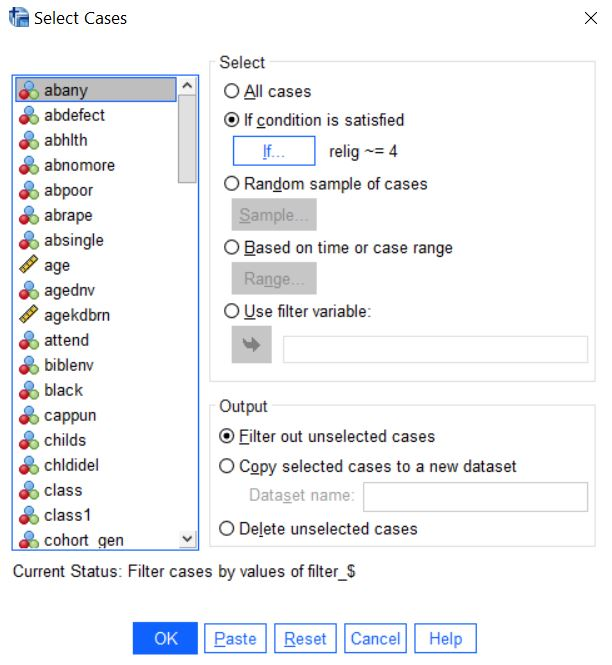 Select Cases
abany
abdefect
abhlth
abnomore
abpoor
abrape
absingle
age
agednv
agekdbrn
attend
biblenv
black
cappun
childs
chldidel
class
class1
cohort_gen
Select
All cases
If condition is satisfied
If... relig ~= 4
Random sample of cases
Sample...
Based on time or case range
Range...
Use filter variable:
Output
Filter out unselected cases
Copy selected cases to a new dataset
Dataset name:
Delete unselected cases
Current Status: Filter cases by values of filter_$
OK Paste Reset Cancel Help